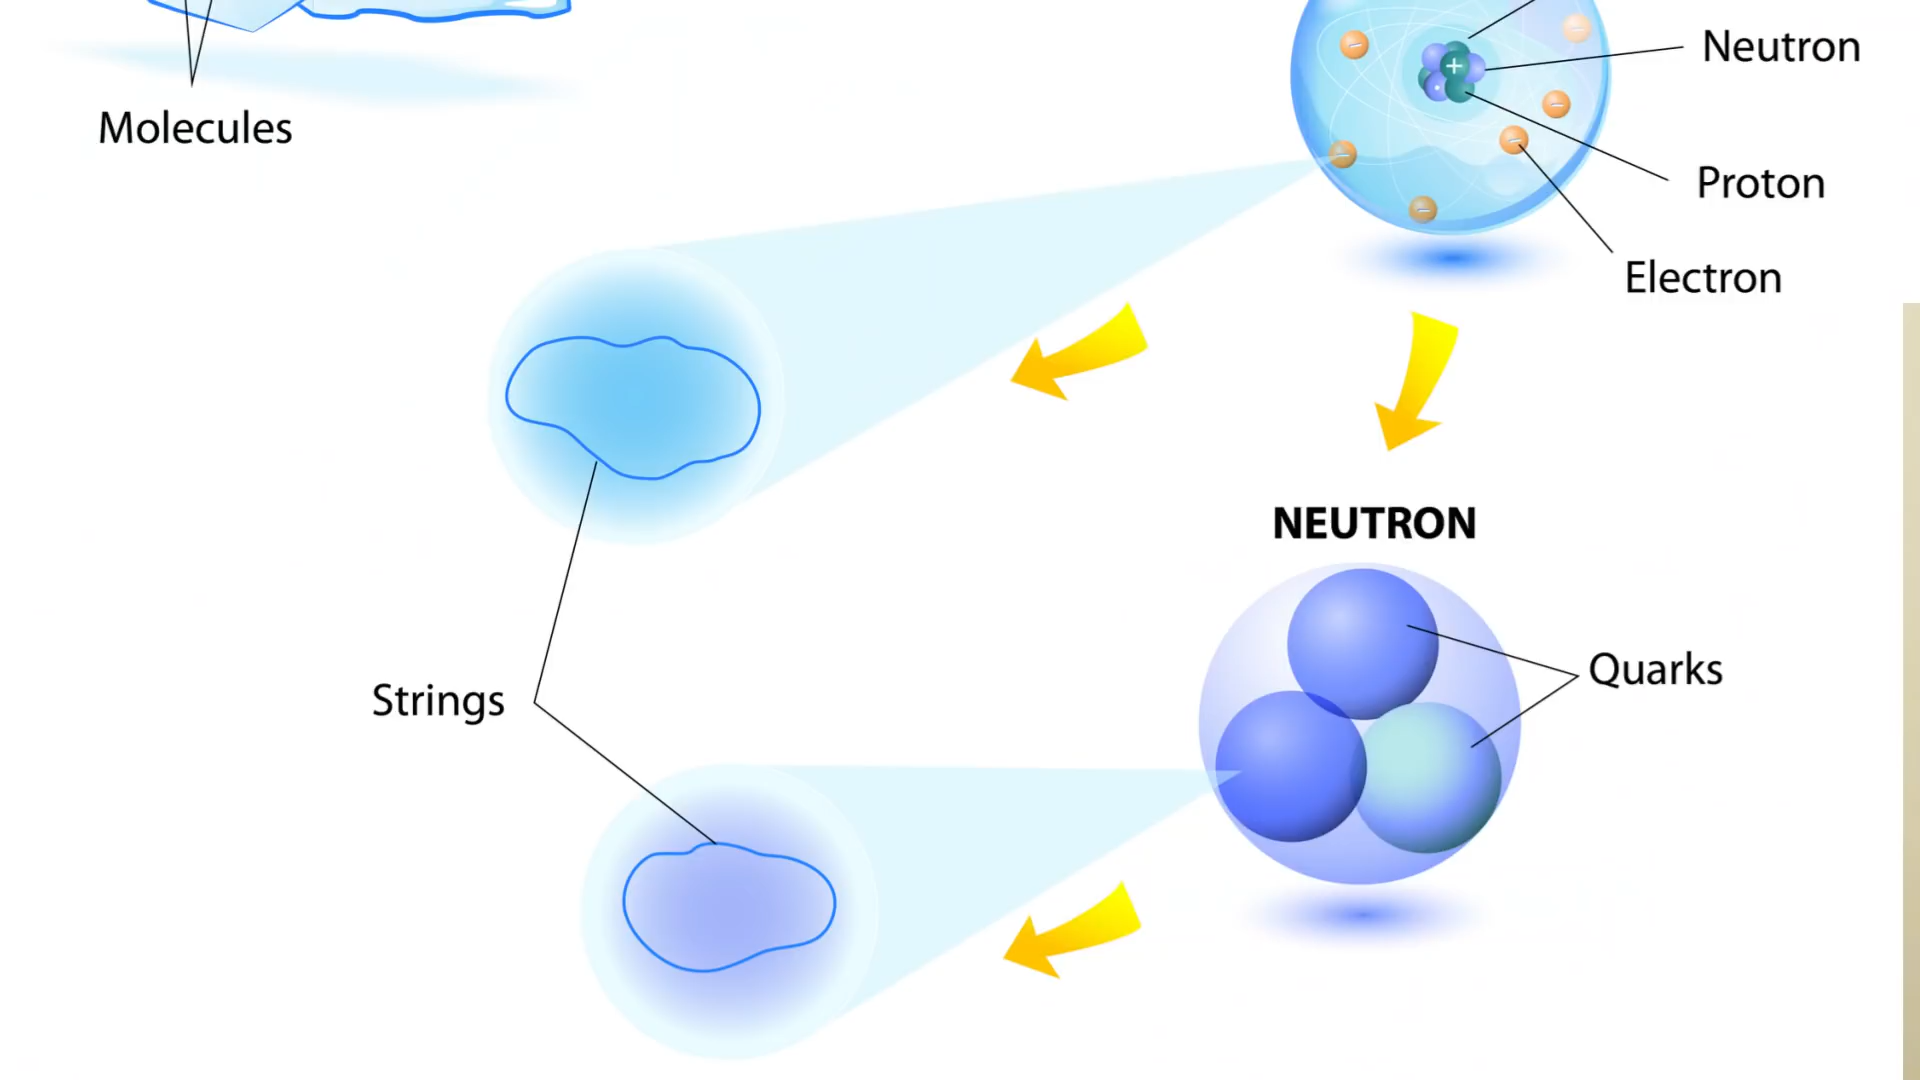 Neutron
Molecules
Proton
Electron
NEUTRON
Quarks
Strings